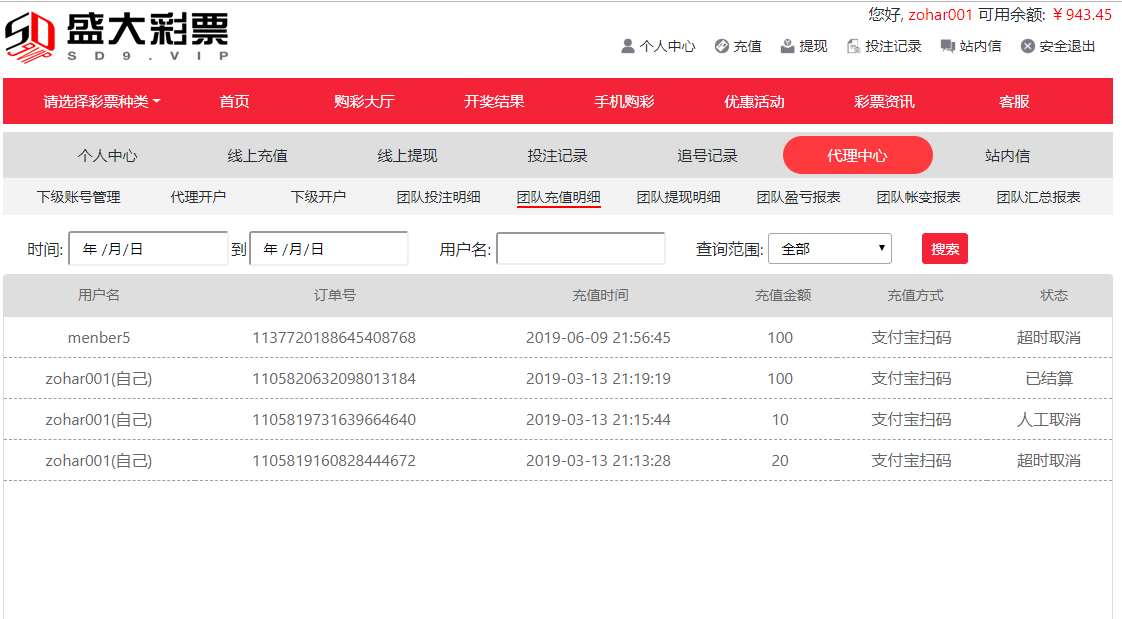 您好, zohar001 可用余额: ￥943.45
盛大彩票
SD9.VIP
个人中心 充值 提现 投注记录 站内信 安全退出
请选择彩票种类 首页 购彩大厅 开奖结果 手机购彩 优惠活动 彩票资讯 客服
个人中心 线上充值 线上提现 投注记录 追号记录 代理中心 站内信
下级账号管理 代理开户 下级开户 团队投注明细 团队充值明细 团队提现明细 团队盈亏报表 团队帐变报表 团队汇总报表
时间: 年 /月/日 到 年 /月/日 用户名: 查询范围: 全部 搜索
用户名 订单号 充值时间 充值金额 充值方式 状态
menber5 1137720188645408768 2019-06-09 21:56:45 100 支付宝扫码 超时取消
zohar001(自己) 1105820632098013184 2019-03-13 21:19:19 100 支付宝扫码 已结算
zohar001(自己) 1105819731639664640 2019-03-13 21:15:44 10 支付宝扫码 人工取消
zohar001(自己) 1105819160828444672 2019-03-13 21:13:28 20 支付宝扫码 超时取消